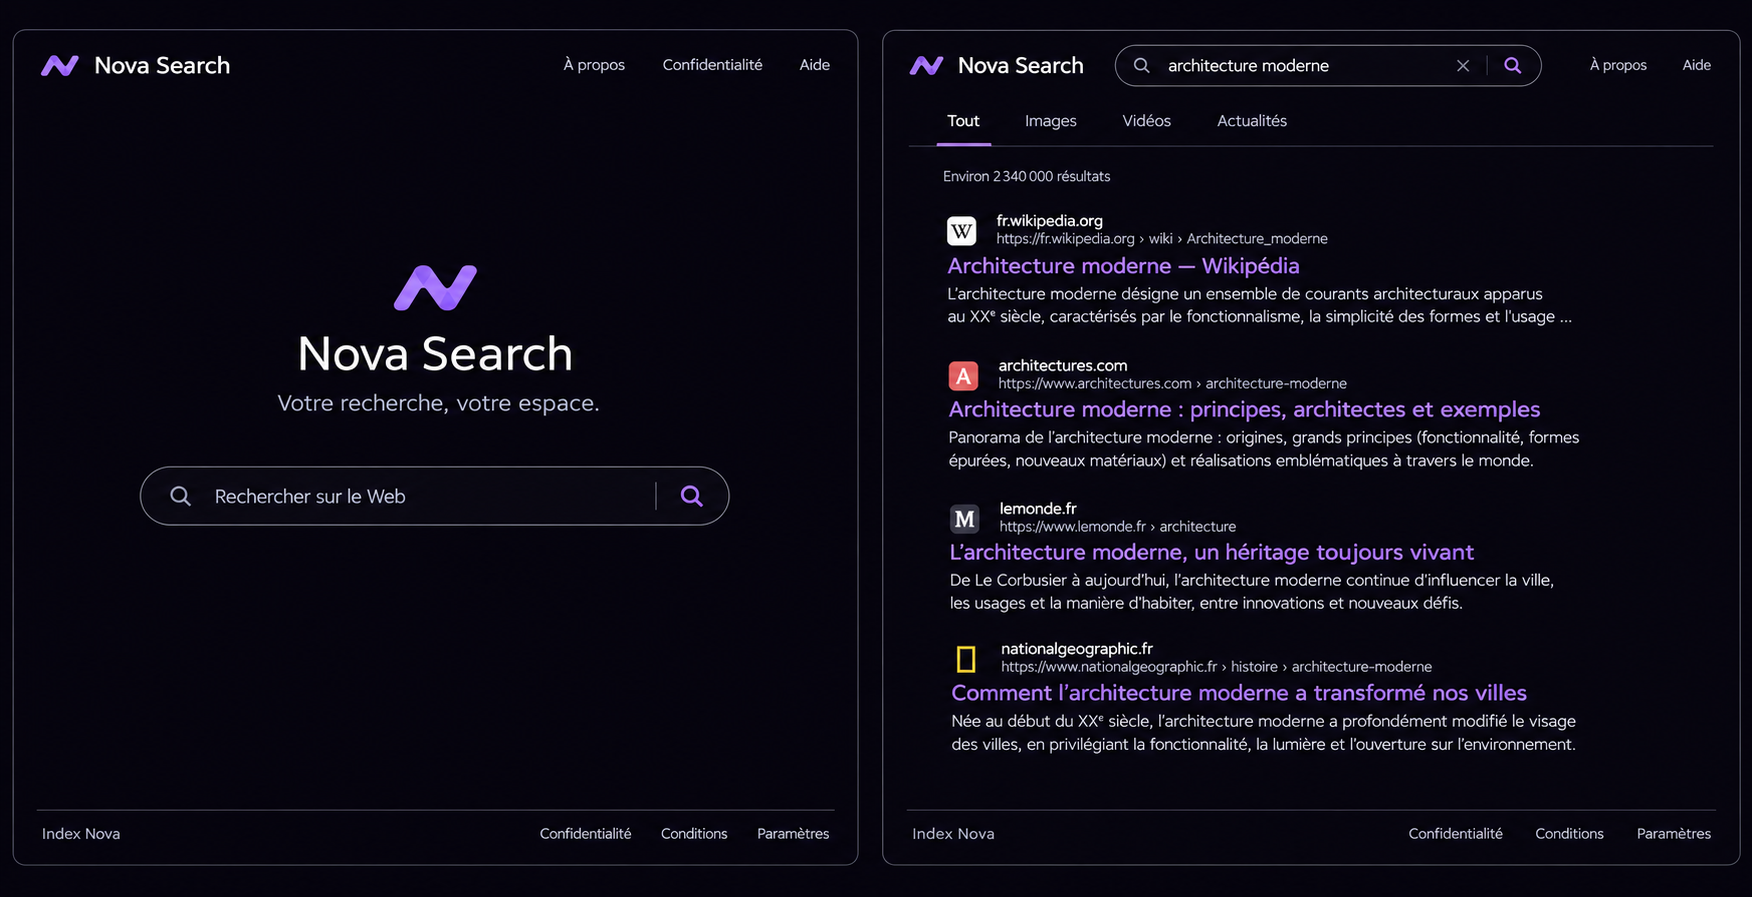 Nova Search
À propos Confidentialité Aide
Nova Search
Votre recherche, votre espace.
Rechercher sur le Web
Index Nova
Confidentialité Conditions Paramètres
Nova Search
architecture moderne
À propos Aide
Tout Images Vidéos Actualités
Environ 2 340 000 résultats
W
fr.wikipedia.org
https://fr.wikipedia.org › wiki › Architecture_moderne
Architecture moderne — Wikipédia
L'architecture moderne désigne un ensemble de courants architecturaux apparus
au XXᵉ siècle, caractérisés par le fonctionnalisme, la simplicité des formes et l'usage ...
A
architectures.com
https://www.architectures.com › architecture-moderne
Architecture moderne : principes, architectes et exemples
Panorama de l'architecture moderne : origines, grands principes (fonctionnalité, formes
épurées, nouveaux matériaux) et réalisations emblématiques à travers le monde.
M
lemonde.fr
https://www.lemonde.fr › architecture
L'architecture moderne, un héritage toujours vivant
De Le Corbusier à aujourd'hui, l'architecture moderne continue d'influencer la ville,
les usages et la manière d'habiter, entre innovations et nouveaux défis.
nationalgeographic.fr
https://www.nationalgeographic.fr › histoire › architecture-moderne
Comment l'architecture moderne a transformé nos villes
Née au début du XXᵉ siècle, l'architecture moderne a profondément modifié le visage
des villes, en privilégiant la fonctionnalité, la lumière et l'ouverture sur l'environnement.
Index Nova
Confidentialité Conditions Paramètres